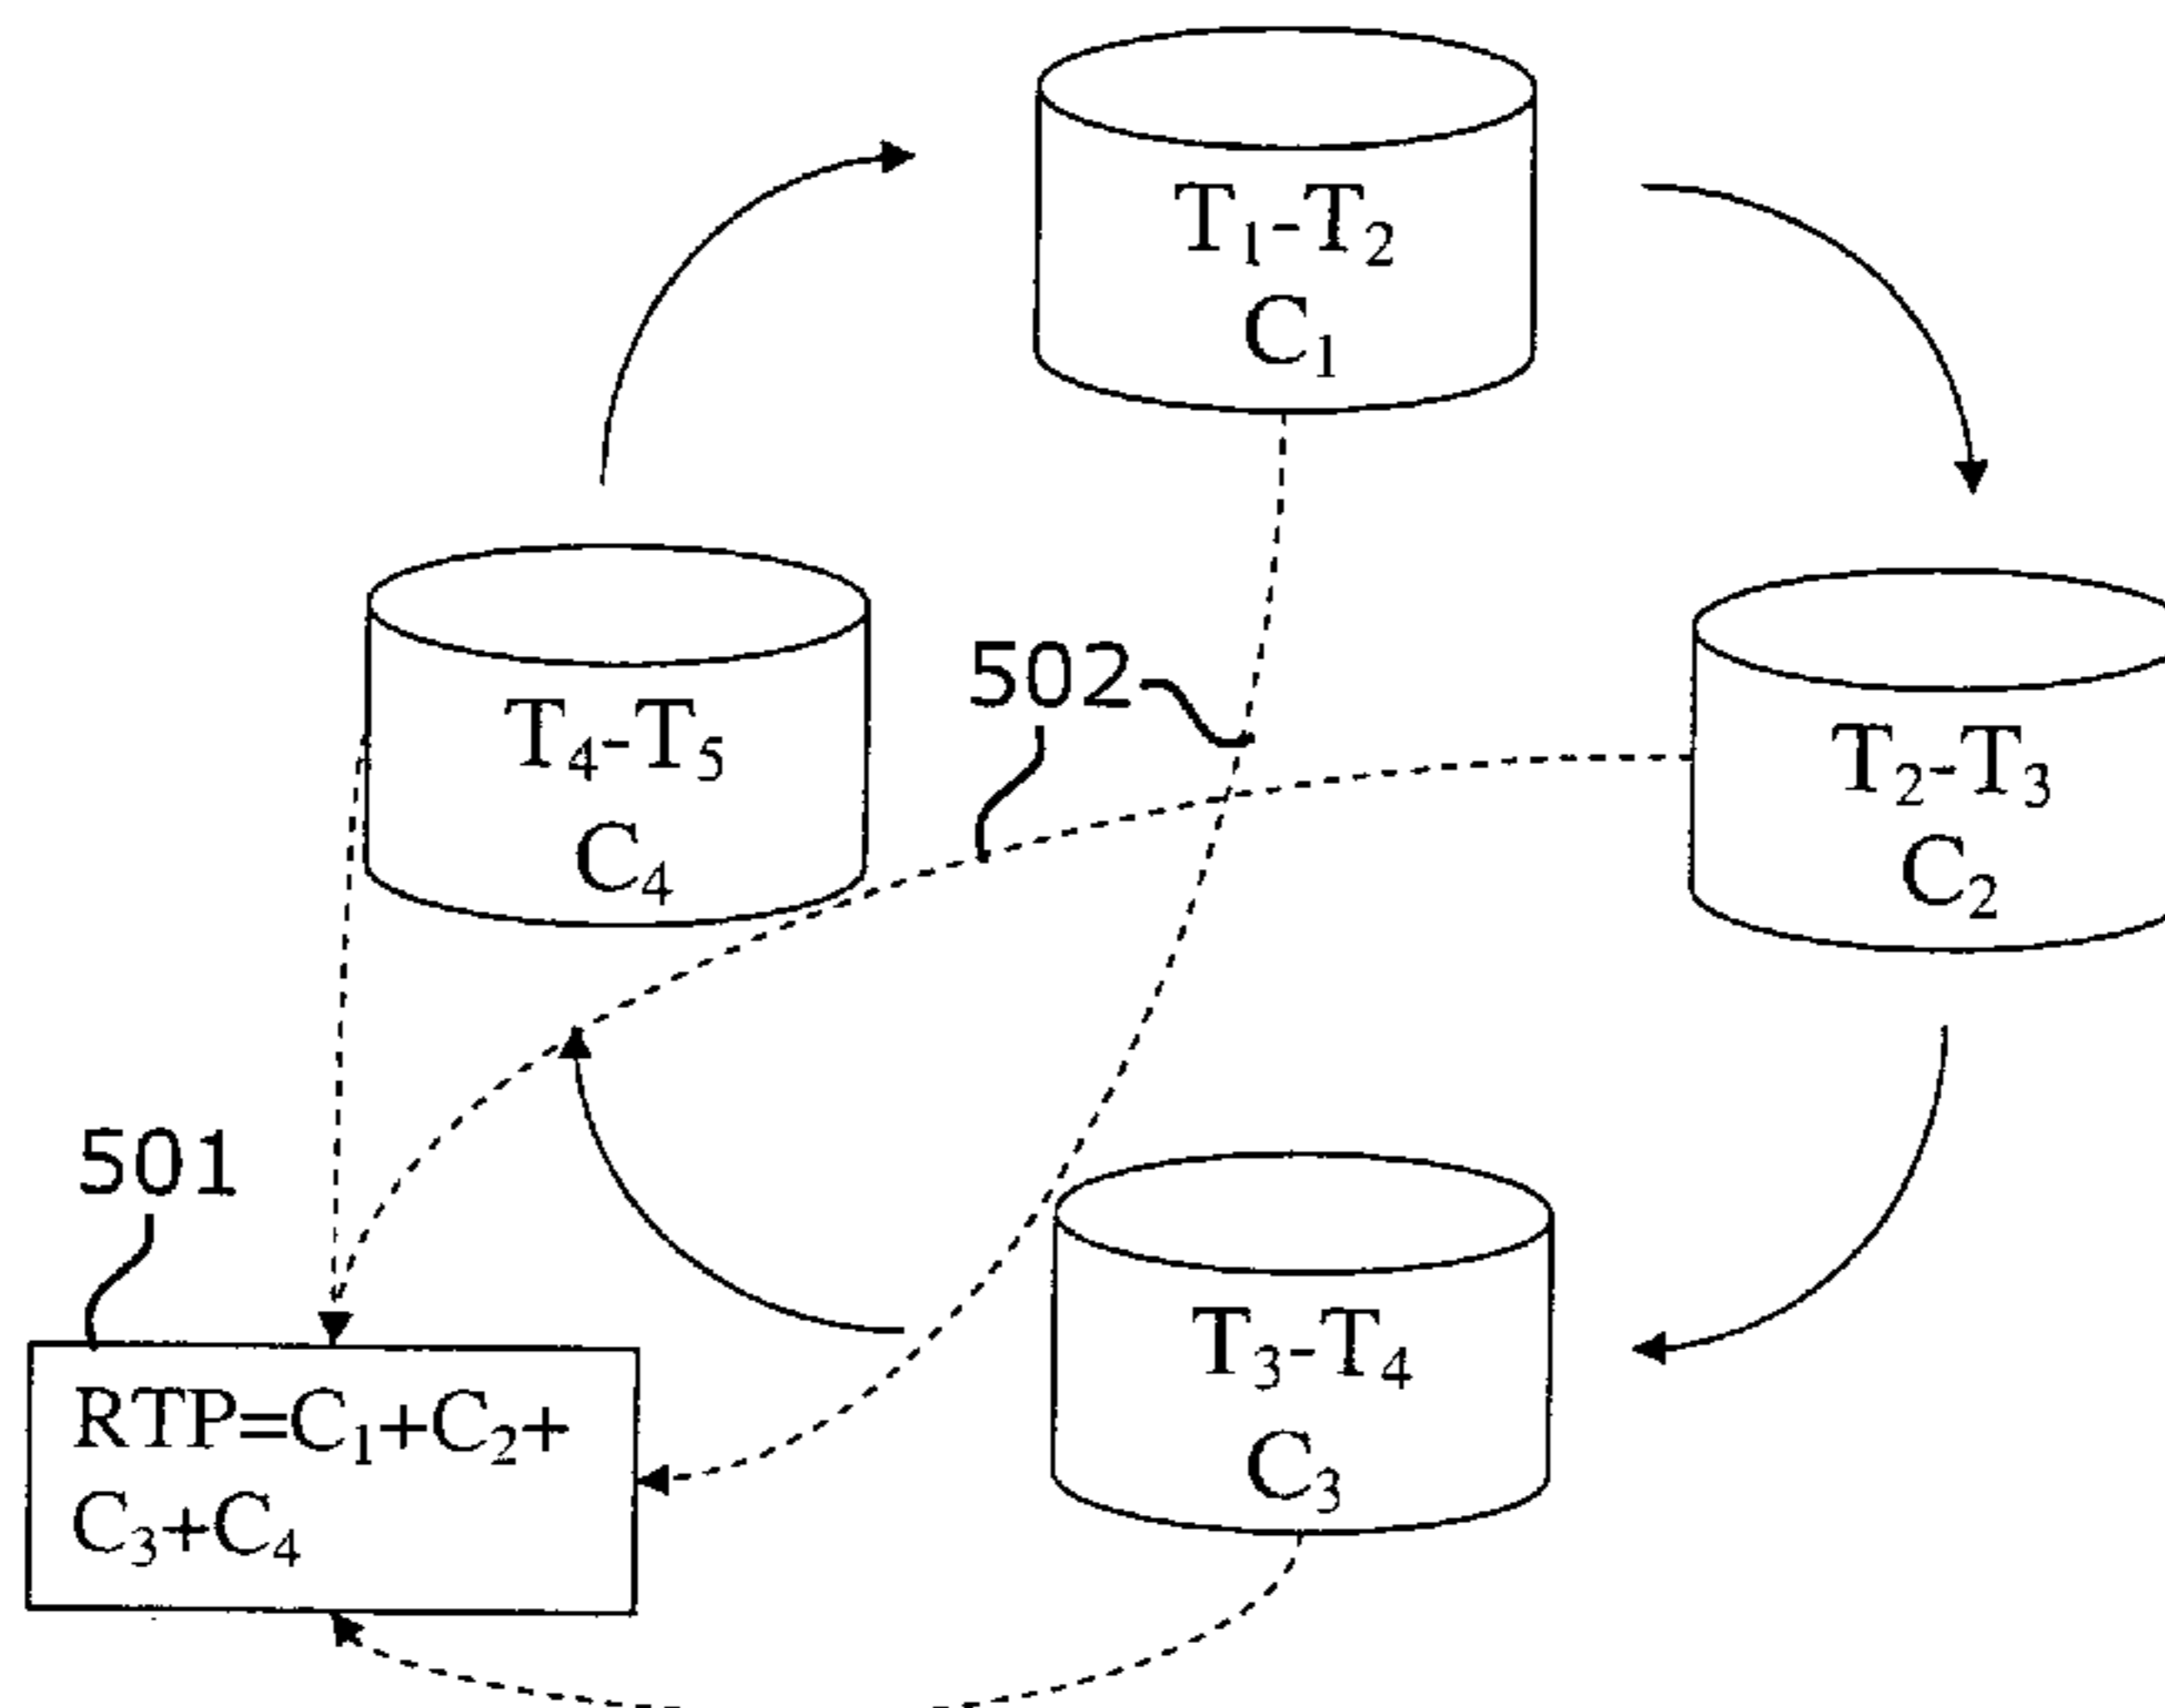 T₁-T₂
C₁
T₄-T₅
C₄
502
T₂-T₃
C₂
501
T₃-T₄
C₃
RTP=C₁+C₂+
C₃+C₄